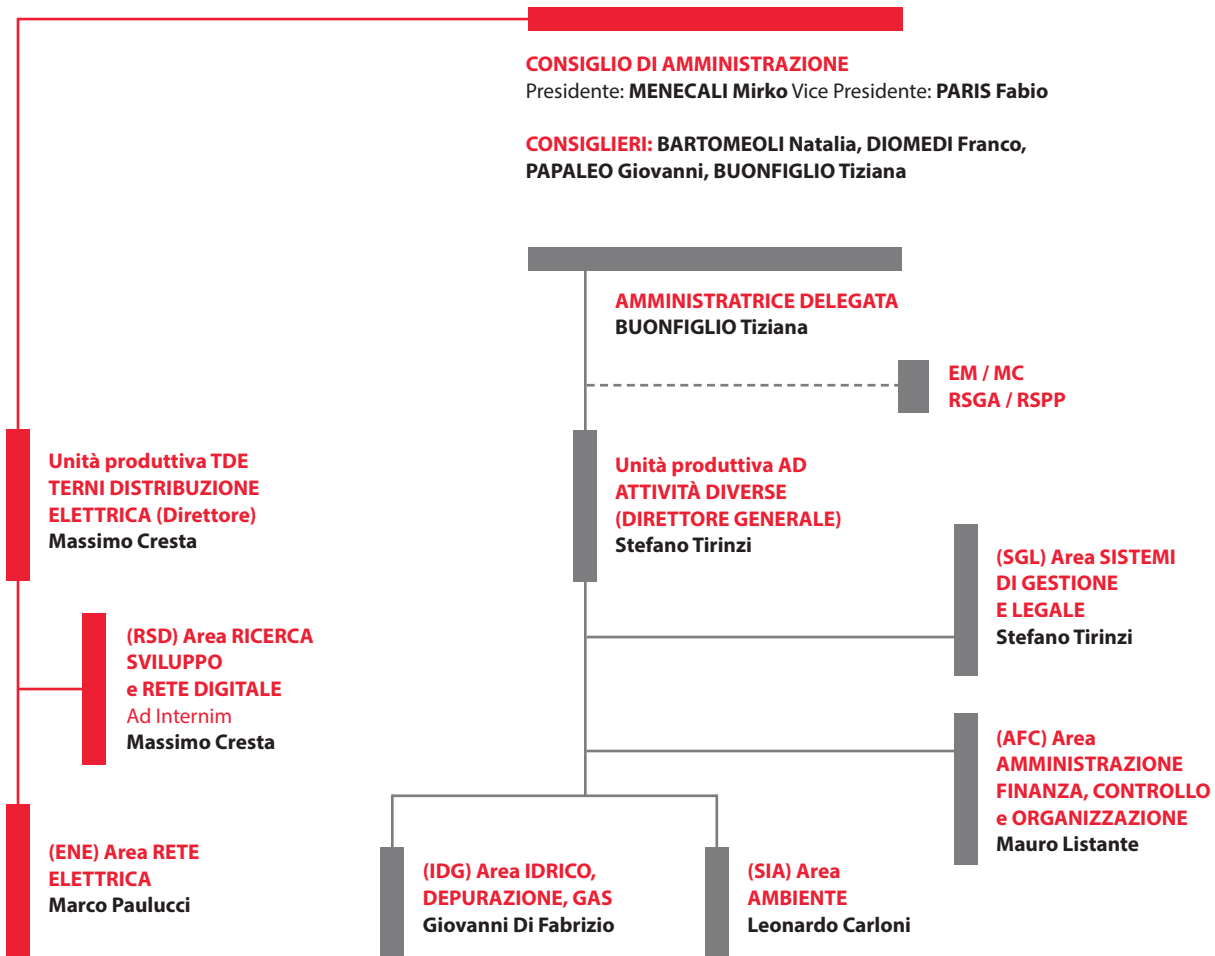 CONSIGLIO DI AMMINISTRAZIONE
Presidente: MENECALI Mirko Vice Presidente: PARIS Fabio
CONSIGLIERI: BARTOMEOLI Natalia, DIOMEDI Franco,
PAPALEO Giovanni, BUONFIGLIO Tiziana
AMMINISTRATRICE DELEGATA
BUONFIGLIO Tiziana
EM / MC
RSGA / RSPP
Unità produttiva TDE
TERNI DISTRIBUZIONE
ELETTRICA (Direttore)
Massimo Cresta
Unità produttiva AD
ATTIVITÀ DIVERSE
(DIRETTORE GENERALE)
Stefano Tirinzi
(SGL) Area SISTEMI
DI GESTIONE
E LEGALE
Stefano Tirinzi
(RSD) Area RICERCA
SVILUPPO
e RETE DIGITALE
Ad Internim
Massimo Cresta
(AFC) Area
AMMINISTRAZIONE
FINANZA, CONTROLLO
e ORGANIZZAZIONE
Mauro Listante
(ENE) Area RETE
ELETTRICA
Marco Paulucci
(IDG) Area IDRICO,
DEPURAZIONE, GAS
Giovanni Di Fabrizio
(SIA) Area
AMBIENTE
Leonardo Carloni